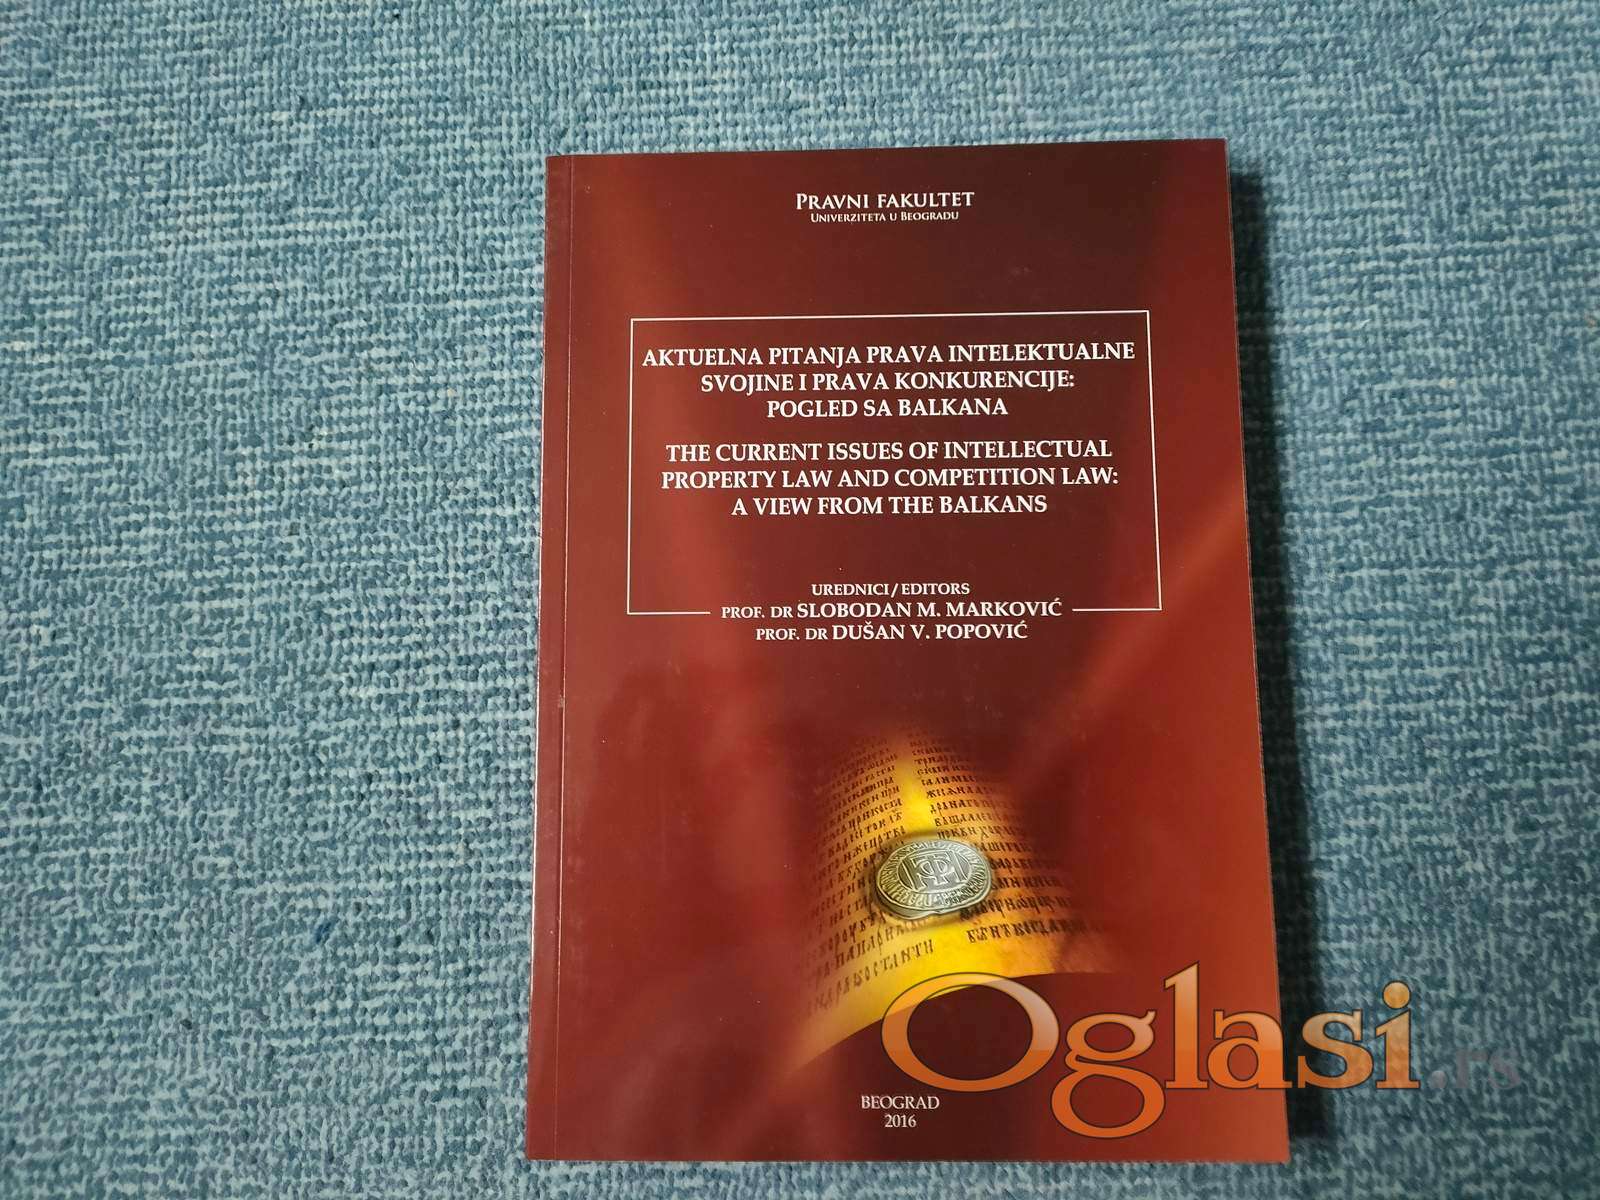 PRAVNI FAKULTET
UNIVERZITETA U BEOGRADU
AKTUELNA PITANJA PRAVA INTELEKTUALNE
SVOJINE I PRAVA KONKURENCIJE:
POGLED SA BALKANA
THE CURRENT ISSUES OF INTELLECTUAL
PROPERTY LAW AND COMPETITION LAW:
A VIEW FROM THE BALKANS
UREDNICI / EDITORS
PROF. DR SLOBODAN M. MARKOVIĆ
PROF. DR DUŠAN V. POPOVIĆ
BEOGRAD
2016
Oglasi.rs